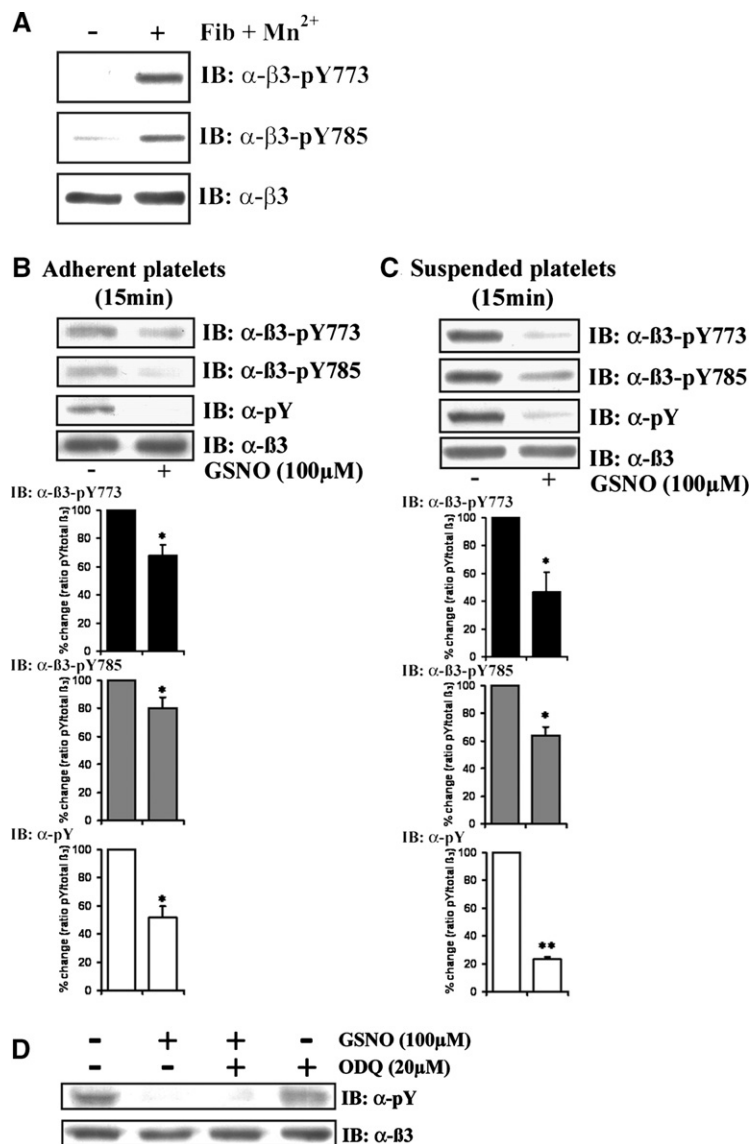 A
- + Fib + Mn2+
IB: α-β3-pY773
IB: α-β3-pY785
IB: α-β3
B Adherent platelets
(15min)
IB: α-ß3-pY773
IB: α-ß3-pY785
IB: α-pY
IB: α-ß3
- +
GSNO (100µM)
IB: α-ß3-pY773
% change (ratio pY/total ß3)
100
80
60
40
20
0
*
IB: α-ß3-pY785
% change (ratio pY/total ß3)
100
80
60
40
20
0
*
IB: α-pY
% change (ratio pY/total ß3)
100
80
60
40
20
0
*
C Suspended platelets
(15min)
IB: α-ß3-pY773
IB: α-ß3-pY785
IB: α-pY
IB: α-ß3
- +
GSNO (100µM)
IB: α-ß3-pY773
% change (ratio pY/total ß3)
100
80
60
40
20
0
*
IB: α-ß3-pY785
% change (ratio pY/total ß3)
100
80
60
40
20
0
*
IB: α-pY
% change (ratio pY/total ß3)
100
80
60
40
20
0
**
D
- + + - GSNO (100µM)
- - + + ODQ (20µM)
IB: α-pY
IB: α-ß3